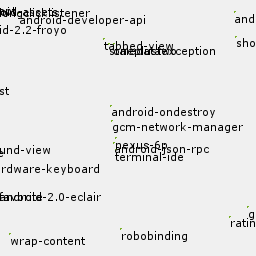 android-developer-api
id-2.2-froyo
and
sho
tabbed-view
st
android-ondestroy
gcm-network-manager
nexus-6p
und-view
android-json-rpc
terminal-ide
rdware-keyboard
android-2.0-eclair
g
ratin
robobinding
wrap-content